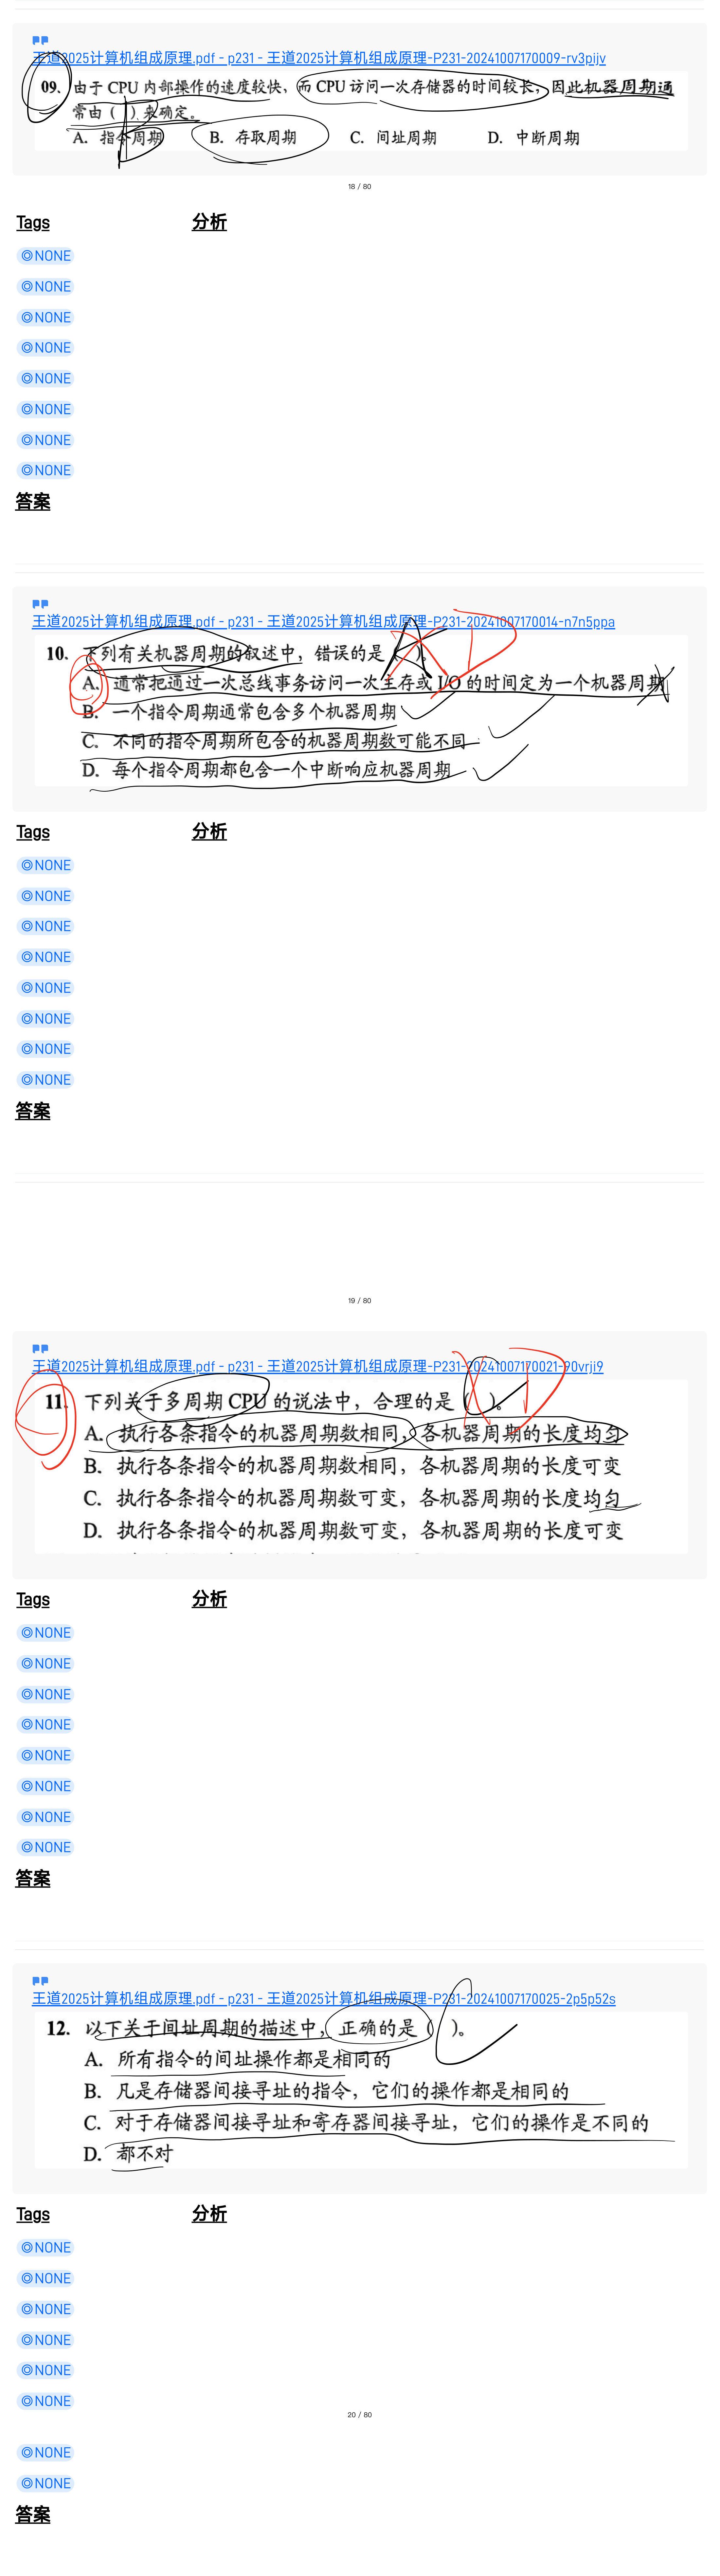 王道2025计算机组成原理.pdf - p231 - 王道2025计算机组成原理-P231-20241007170009-rv3pijv
09. 由于 CPU 内部操作的速度较快，而 CPU 访问一次存储器的时间较长，因此机器周期通
常由（ ）来确定。
A. 指令周期 B. 存取周期 C. 间址周期 D. 中断周期
B
18 / 80
Tags 分析
◎NONE
◎NONE
◎NONE
◎NONE
◎NONE
◎NONE
◎NONE
◎NONE
答案
王道2025计算机组成原理.pdf - p231 - 王道2025计算机组成原理-P231-20241007170014-n7n5ppa
10. 下列有关机器周期的叙述中，错误的是（ ）。
A
D
A. 通常把通过一次总线事务访问一次主存或 I/O 的时间定为一个机器周期
B. 一个指令周期通常包含多个机器周期
C. 不同的指令周期所包含的机器周期数可能不同
D. 每个指令周期都包含一个中断响应机器周期
Tags 分析
◎NONE
◎NONE
◎NONE
◎NONE
◎NONE
◎NONE
◎NONE
◎NONE
答案
19 / 80
王道2025计算机组成原理.pdf - p231 - 王道2025计算机组成原理-P231-20241007170021-90vrji9
11. 下列关于多周期 CPU 的说法中，合理的是（ ）。
D
A. 执行各条指令的机器周期数相同，各机器周期的长度均匀
B. 执行各条指令的机器周期数相同，各机器周期的长度可变
C. 执行各条指令的机器周期数可变，各机器周期的长度均匀
D. 执行各条指令的机器周期数可变，各机器周期的长度可变
Tags 分析
◎NONE
◎NONE
◎NONE
◎NONE
◎NONE
◎NONE
◎NONE
◎NONE
答案
王道2025计算机组成原理.pdf - p231 - 王道2025计算机组成原理-P231-20241007170025-2p5p52s
12. 以下关于间址周期的描述中，正确的是（ ）。
C
A. 所有指令的间址操作都是相同的
B. 凡是存储器间接寻址的指令，它们的操作都是相同的
C. 对于存储器间接寻址和寄存器间接寻址，它们的操作是不同的
D. 都不对
Tags 分析
◎NONE
◎NONE
◎NONE
◎NONE
◎NONE
◎NONE
20 / 80
◎NONE
◎NONE
答案